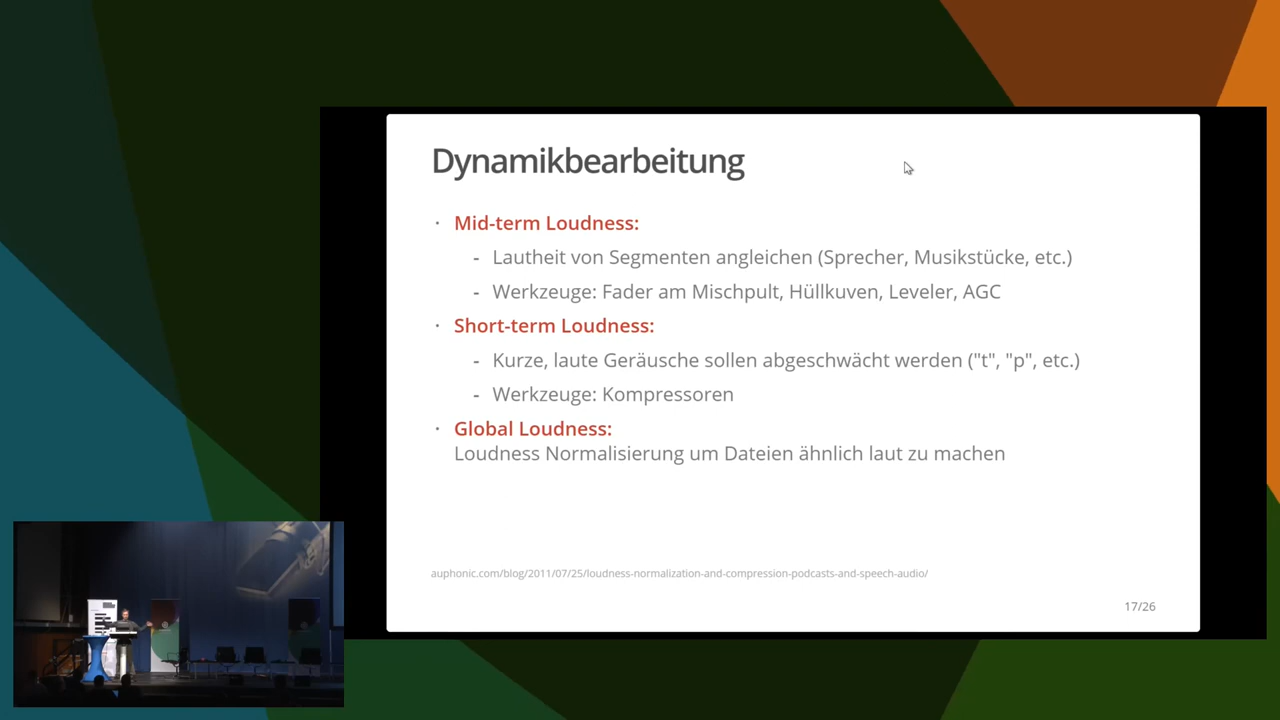 Dynamikbearbeitung
· Mid-term Loudness:
- Lautheit von Segmenten angleichen (Sprecher, Musikstücke, etc.)
- Werkzeuge: Fader am Mischpult, Hüllkuven, Leveler, AGC
· Short-term Loudness:
- Kurze, laute Geräusche sollen abgeschwächt werden ("t", "p", etc.)
- Werkzeuge: Kompressoren
· Global Loudness:
Loudness Normalisierung um Dateien ähnlich laut zu machen
auphonic.com/blog/2011/07/25/loudness-normalization-and-compression-podcasts-and-speech-audio/
17/26